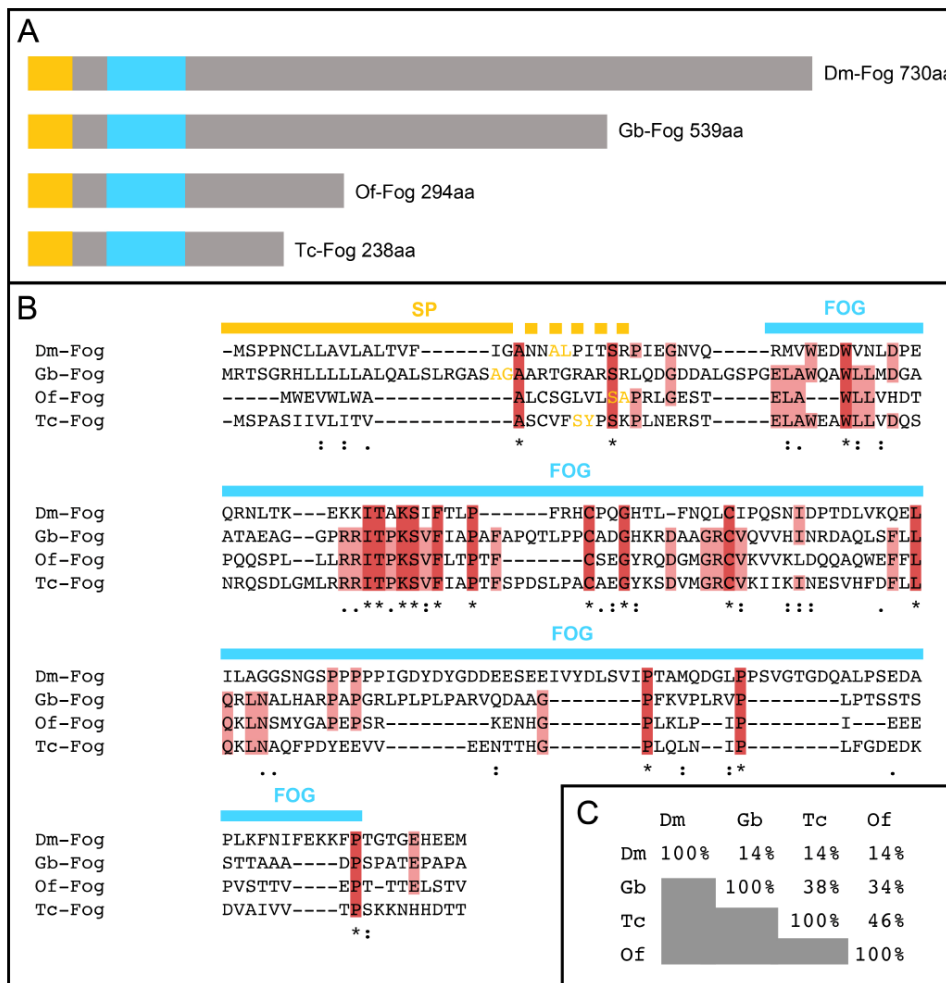 A
Dm-Fog 730aa
Gb-Fog 539aa
Of-Fog 294aa
Tc-Fog 238aa
B
SP FOG
Dm-Fog -MSPPNCLLAVLALTVF------IGANNALPITSRPIEGNVQ-----RMVWEDWVNLDPE
Gb-Fog MRTSGRHLLLLLALQALSLRGASAGAARTGRARSRLQDGDDALGSPGELAWQAWLLMDGA
Of-Fog ----MWEVWLWA-------------ALCSGLVLSAPRLGEST-----ELA---WLLVHDT
Tc-Fog -MSPASIIVLITV-----------ASCVFSYPSKPLNERST-----ELAWEAWLLVDQS
: : . * * :. *: :
FOG
Dm-Fog QRNLTK---EKKITAKSIFTLP------FRHCPQGHTL-FNQLCIPQSNIDPTDLVKQEL
Gb-Fog ATAEAG--GPRRITPKSVFIAPAFAPQTLPPCADGHKRDAAGRCVQVVHINRDAQLSFLL
Of-Fog PQQSPL--LLRRITPKSVFLTPTF-------CSEGYRQDGMGRCVKVVKLDQQAQWEFFL
Tc-Fog NRQSDLGMLRRRITPKSVFIAPTFSPDSLPACAEGYKSDVMGRCVKIIKINESVHFDFLL
..**.**:* * *.:*: *: ::: . *
FOG
Dm-Fog ILAGGSNGSPPPPPIGDYDYGDDEESEEIVYDLSVIPTAMQDGLPPSVGTGDQALPSEDA
Gb-Fog QRLNALHARPAPGRLPLPLPARVQDAAG--------PFKVPLRVP--------LPTSSTS
Of-Fog QKLNSMYGAPEPSR---------KENHG--------PLKLP--IP--------I---EEE
Tc-Fog QKLNAQFPDYEEVV-------EENTTHG--------PLQLN--IP--------LFGDEDK
.. : * : :* .
FOG
Dm-Fog PLKFNIFEKKFPTGTGEHEEM
Gb-Fog STTAAA----DPSPATEPAPA
Of-Fog PVSTTV----EPT-TTELSTV
Tc-Fog DVAIVV----TPSKKNHHDTT
*:
C
Dm Gb Tc Of
Dm 100% 14% 14% 14%
Gb 100% 38% 34%
Tc 100% 46%
Of 100%